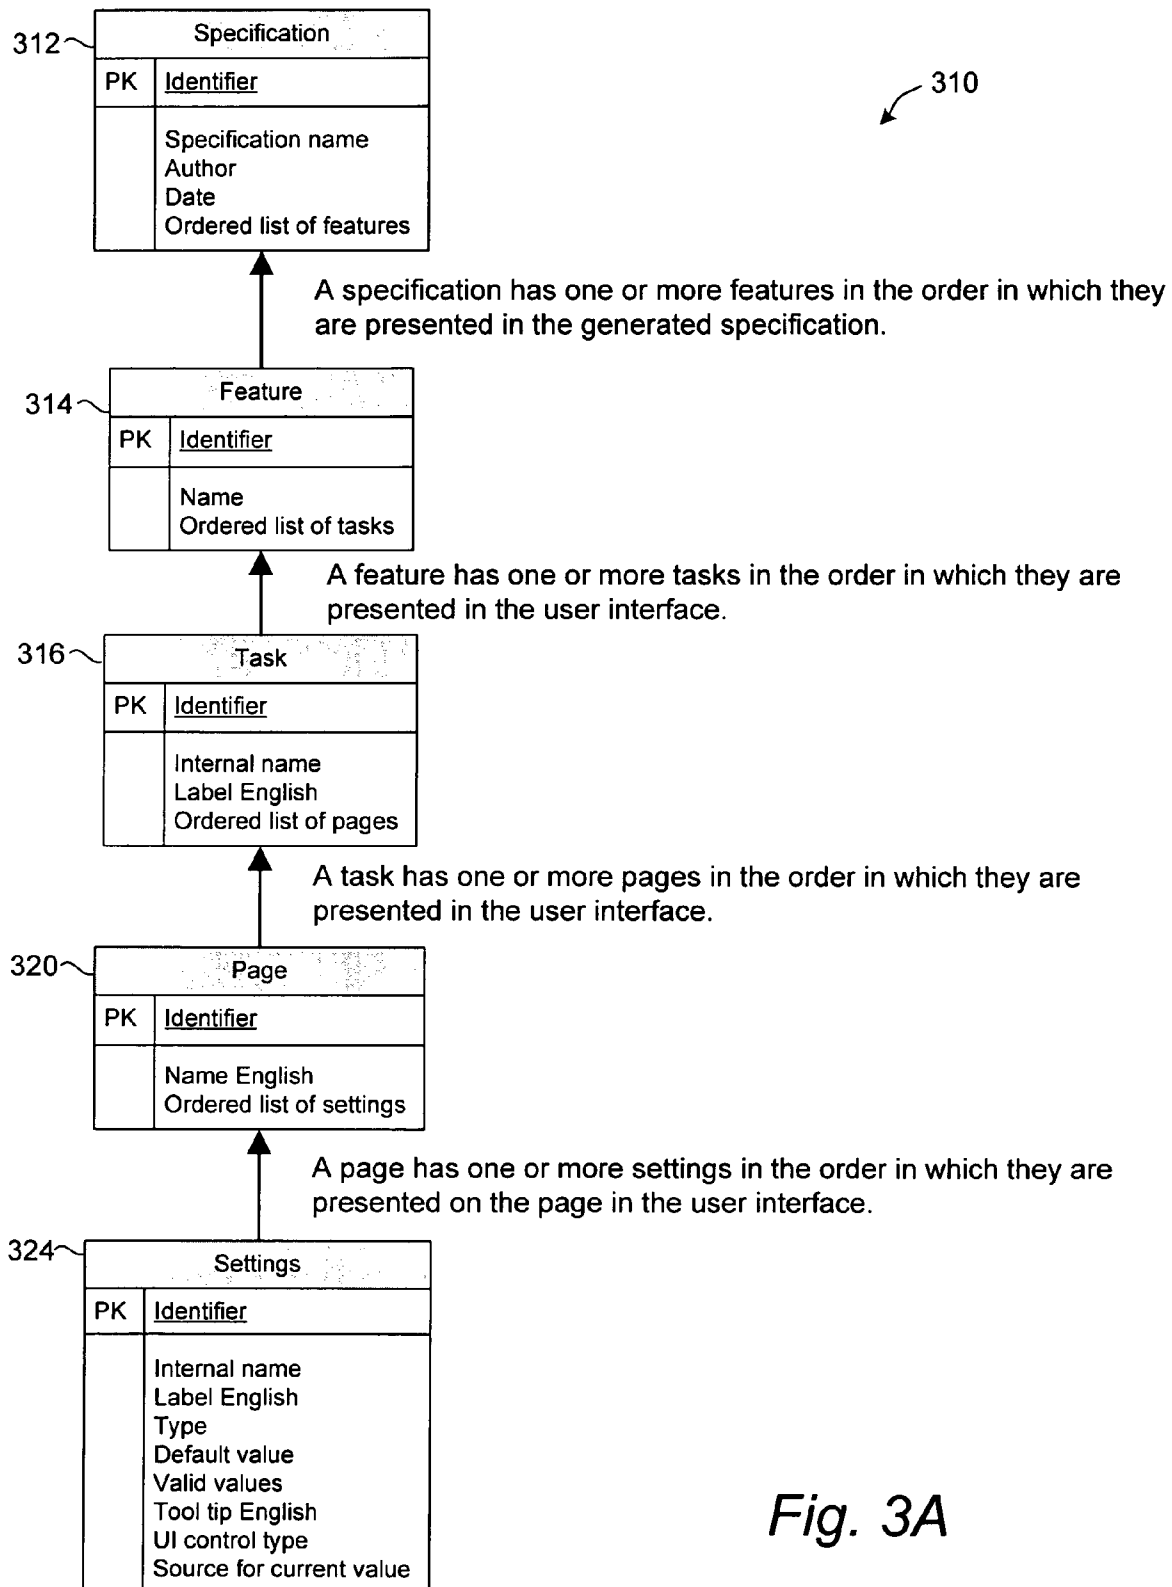 312
Specification
PK
Identifier
310
Specification name
Author
Date
Ordered list of features
A specification has one or more features in the order in which they
are presented in the generated specification.
314
Feature
PK
Identifier
Name
Ordered list of tasks
A feature has one or more tasks in the order in which they are
presented in the user interface.
316
Task
PK
Identifier
Internal name
Label English
Ordered list of pages
A task has one or more pages in the order in which they are
presented in the user interface.
320
Page
PK
Identifier
Name English
Ordered list of settings
A page has one or more settings in the order in which they are
presented on the page in the user interface.
324
Settings
PK
Identifier
Internal name
Label English
Type
Default value
Valid values
Tool tip English
UI control type
Source for current value
Fig. 3A